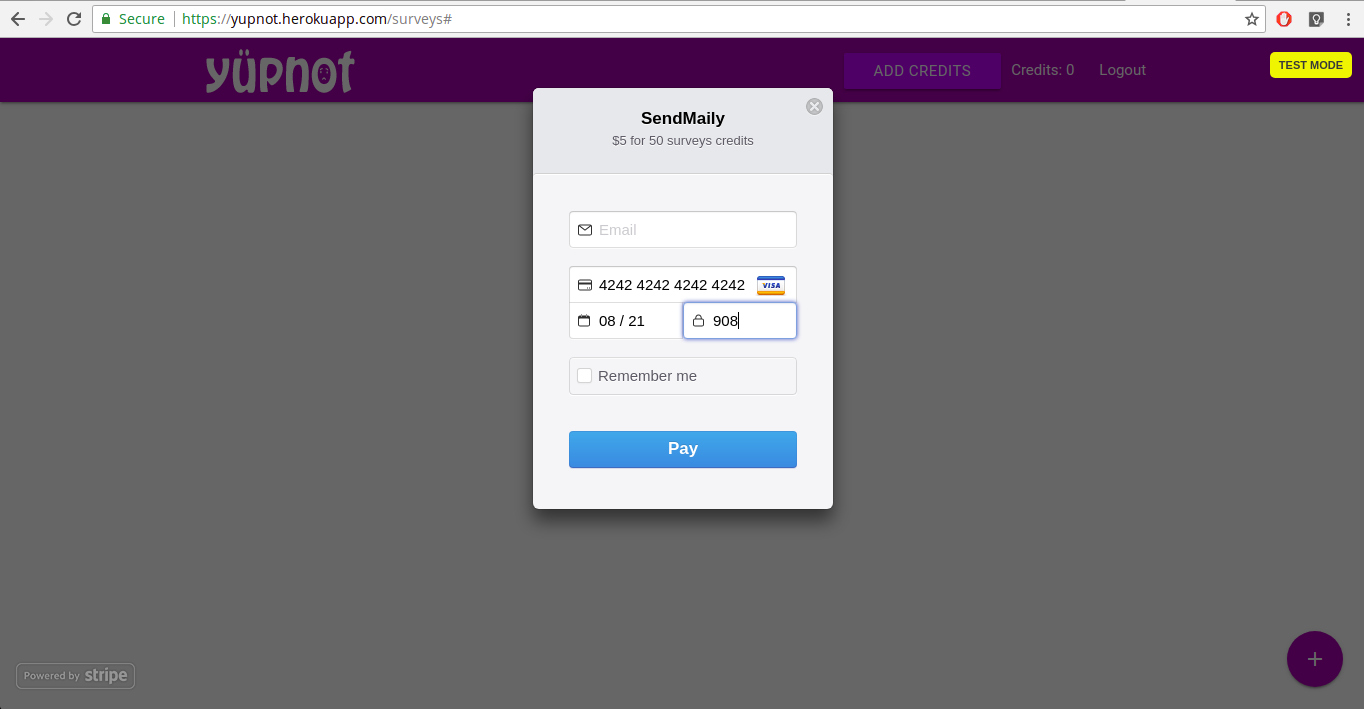 Secure https://yupnot.herokuapp.com/surveys#
yüpnot
ADD CREDITS Credits: 0 Logout
TEST MODE
SendMaily
$5 for 50 surveys credits
Email
4242 4242 4242 4242 VISA
08 / 21 908
Remember me
Pay
Powered by stripe